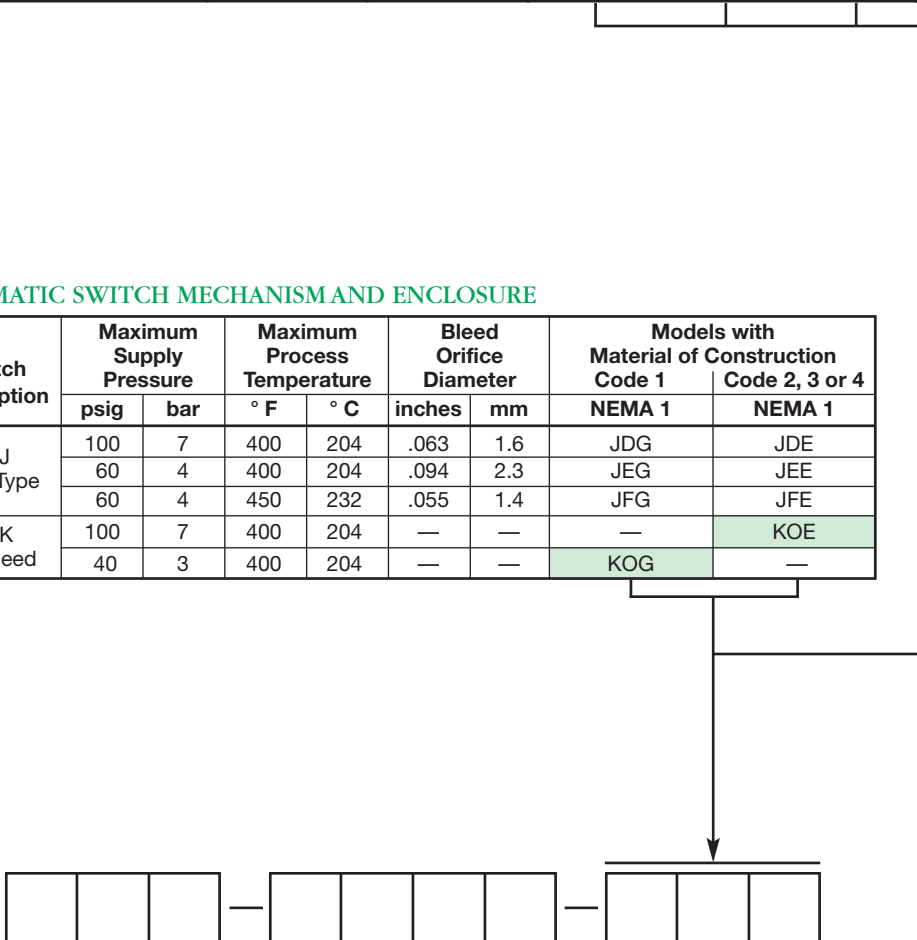 MATIC SWITCH MECHANISM AND ENCLOSURE
Maximum Maximum Bleed Models with
tch Supply Process Orifice Material of Construction
ption Pressure Temperature Diameter Code 1 Code 2, 3 or 4
psig bar ° F ° C inches mm NEMA 1 NEMA 1
J 100 7 400 204 .063 1.6 JDG JDE
Type 60 4 400 204 .094 2.3 JEG JEE
60 4 450 232 .055 1.4 JFG JFE
K 100 7 400 204 — — — KOE
eed 40 3 400 204 — — KOG —